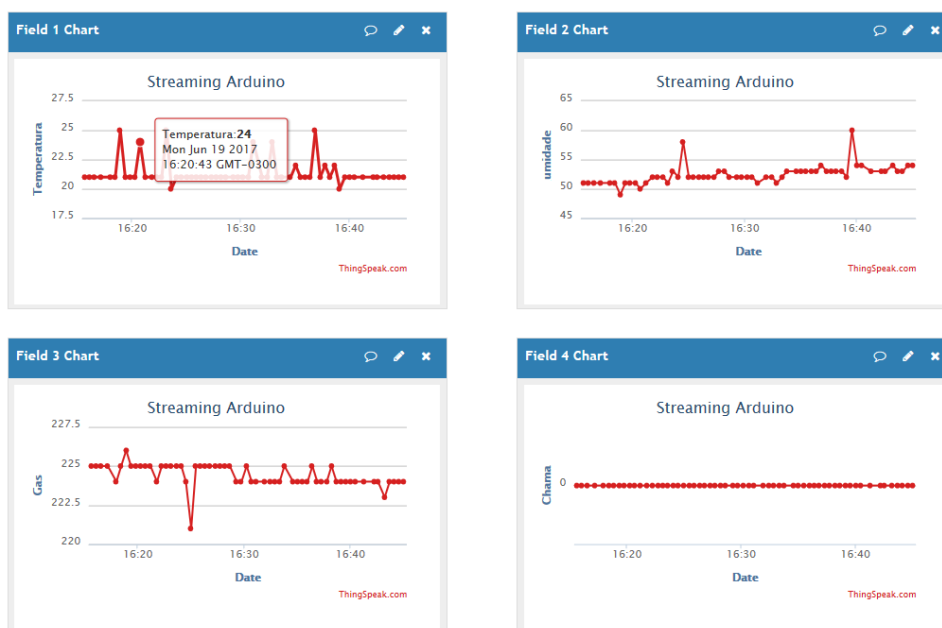 Field 1 Chart
Streaming Arduino
27.5
25
22.5
20
17.5
Temperatura
Temperatura:24
Mon Jun 19 2017
16:20:43 GMT-0300
16:20 16:30 16:40
Date
ThingSpeak.com
Field 2 Chart
Streaming Arduino
65
60
55
50
45
umidade
16:20 16:30 16:40
Date
ThingSpeak.com
Field 3 Chart
Streaming Arduino
227.5
225
222.5
220
Gas
16:20 16:30 16:40
Date
ThingSpeak.com
Field 4 Chart
Streaming Arduino
0
Chama
16:20 16:30 16:40
Date
ThingSpeak.com